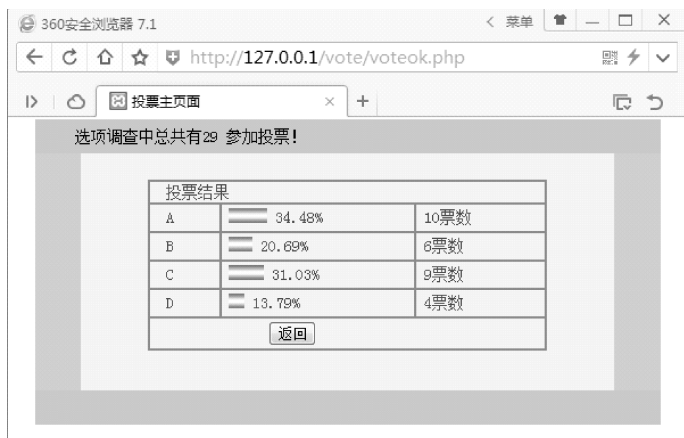 360安全浏览器 7.1 菜单
http://127.0.0.1/vote/voteok.php
投票主页面
选项调查中总共有29 参加投票!
投票结果
A 34.48% 10票数
B 20.69% 6票数
C 31.03% 9票数
D 13.79% 4票数
返回